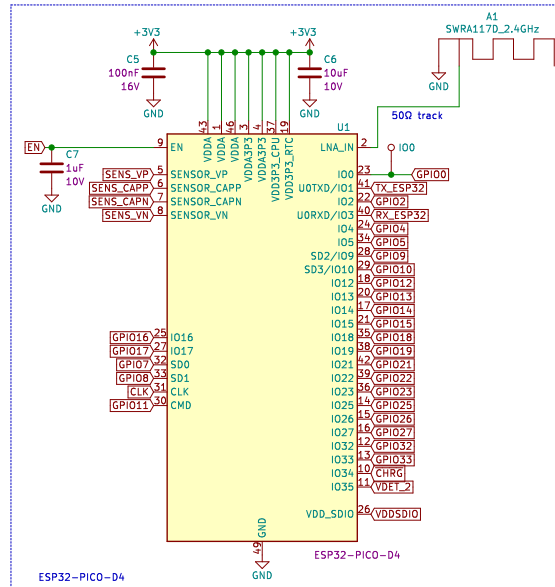 A1
SWRA117D_2.4GHz
+3V3
+3V3
C5
100nF
16V
C6
10uF
10V
GND
GND
GND
50Ω track
43
1
46
3
4
37
19
VDDA
VDDA
VDDA
VDDA3P3
VDDA3P3
VDD3P3_CPU
VDD3P3_RTC
U1
EN
9
EN
LNA_IN
2
IO0
C7
1uF
10V
GND
IO0
23
GPIO0
SENS_VP
5
SENSOR_VP
U0TXD/IO1
41
TX_ESP32
SENS_CAPP
6
SENSOR_CAPP
IO2
22
GPIO2
SENS_CAPN
7
SENSOR_CAPN
U0RXD/IO3
40
RX_ESP32
SENS_VN
8
SENSOR_VN
IO4
24
GPIO4
IO5
34
GPIO5
SD2/IO9
28
GPIO9
SD3/IO10
29
GPIO10
IO12
18
GPIO12
IO13
20
GPIO13
IO14
17
GPIO14
IO15
21
GPIO15
GPIO16
25
IO16
IO18
35
GPIO18
GPIO17
27
IO17
IO19
38
GPIO19
GPIO7
32
SD0
IO21
42
GPIO21
GPIO8
33
SD1
IO22
39
GPIO22
CLK
31
CLK
IO23
36
GPIO23
GPIO11
30
CMD
IO25
14
GPIO25
IO26
15
GPIO26
IO27
16
GPIO27
IO32
12
GPIO32
IO33
13
GPIO33
IO34
10
CHRG
IO35
11
VDET_2
VDD_SDIO
26
VDDSDIO
GND
49
GND
ESP32-PICO-D4
ESP32-PICO-D4